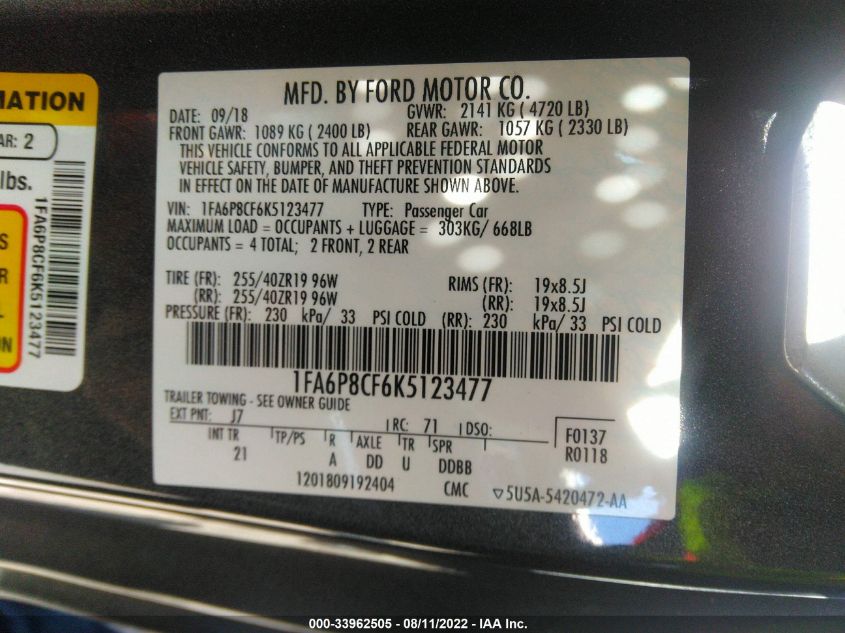 MATION
AR: 2
lbs.
S
R
L
ON
1FA6P8CF6K5123477
MFD. BY FORD MOTOR CO.
DATE: 09/18 GVWR: 2141 KG ( 4720 LB)
FRONT GAWR: 1089 KG ( 2400 LB) REAR GAWR: 1057 KG ( 2330 LB)
THIS VEHICLE CONFORMS TO ALL APPLICABLE FEDERAL MOTOR
VEHICLE SAFETY, BUMPER, AND THEFT PREVENTION STANDARDS
IN EFFECT ON THE DATE OF MANUFACTURE SHOWN ABOVE.
VIN: 1FA6P8CF6K5123477 TYPE: Passenger Car
MAXIMUM LOAD = OCCUPANTS + LUGGAGE = 303KG/ 668LB
OCCUPANTS = 4 TOTAL; 2 FRONT, 2 REAR
TIRE (FR): 255/40ZR19 96W RIMS (FR): 19x8.5J
(RR): 255/40ZR19 96W (RR): 19x8.5J
PRESSURE (FR): 230 kPa/ 33 PSI COLD (RR): 230 kPa/ 33 PSI COLD
1FA6P8CF6K5123477
TRAILER TOWING - SEE OWNER GUIDE
EXT PNT: J7 RC: 71 DSO:
INT TR TP/PS R AXLE TR SPR F0137
21 A DD U DDBB R0118
1201809192404 CMC ▽5U5A-5420472-AA
000-33962505 - 08/11/2022 - IAA Inc.